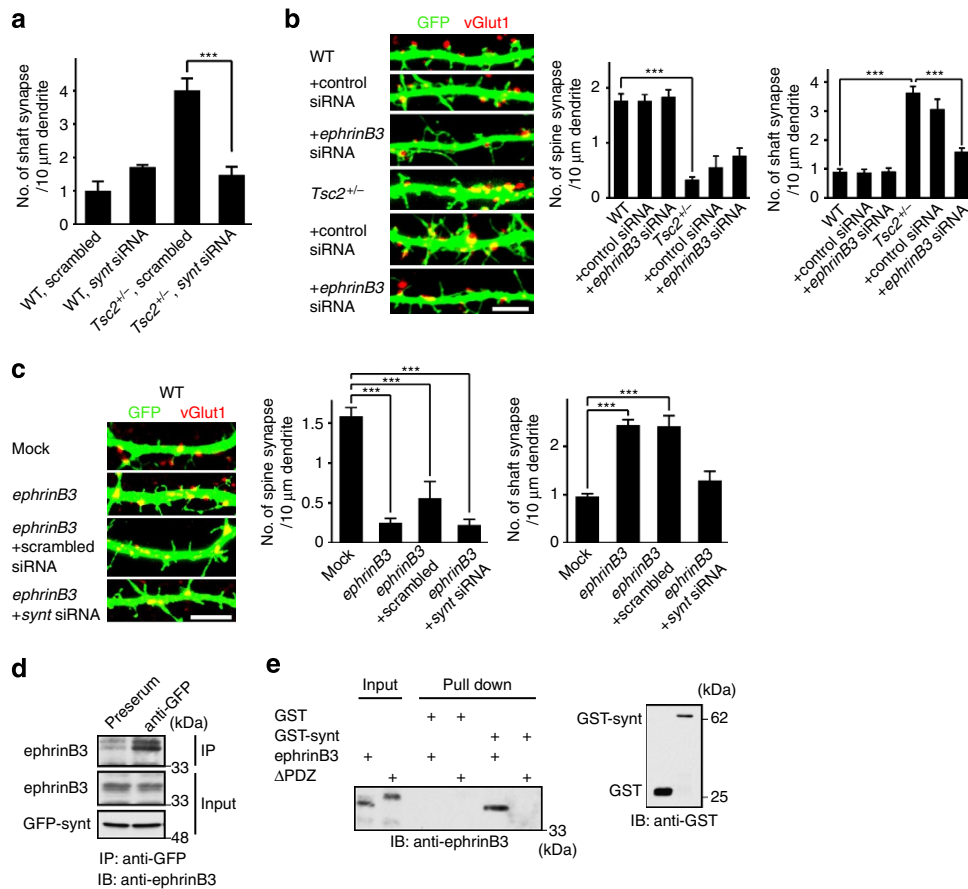 a
No. of shaft synapse
/10 µm dendrite
4
2
1
0
***
WT, scrambled
WT, synt siRNA
Tsc2+/–, scrambled
Tsc2+/–, synt siRNA
b
GFP vGlut1
WT
+control
siRNA
+ephrinB3
siRNA
Tsc2+/–
+control
siRNA
+ephrinB3
siRNA
No. of spine synapse
/10 µm dendrite
2
1
0
***
WT
+control siRNA
+ephrinB3 siRNA
Tsc2+/–
+control siRNA
+ephrinB3 siRNA
No. of shaft synapse
/10 µm dendrite
4
2
1
0
*** ***
WT
+control siRNA
+ephrinB3 siRNA
Tsc2+/–
+control siRNA
+ephrinB3 siRNA
c
WT
GFP vGlut1
Mock
ephrinB3
ephrinB3
+scrambled
siRNA
ephrinB3
+synt siRNA
No. of spine synapse
/10 µm dendrite
1.5
1
0.5
0
***
***
***
Mock
ephrinB3
ephrinB3
+scrambled
ephrinB3
+synt siRNA
No. of shaft synapse
/10 µm dendrite
2
1
0
***
***
Mock
ephrinB3
ephrinB3
+scrambled
ephrinB3
+synt siRNA
d
Preserum
anti-GFP
(kDa)
ephrinB3
33
IP
ephrinB3
33
Input
GFP-synt
48
IP: anti-GFP
IB: anti-ephrinB3
e
Input Pull down
GST + +
GST-synt + +
ephrinB3 + + +
ΔPDZ + + +
33
IB: anti-ephrinB3
(kDa)
(kDa)
GST-synt
62
GST
25
IB: anti-GST